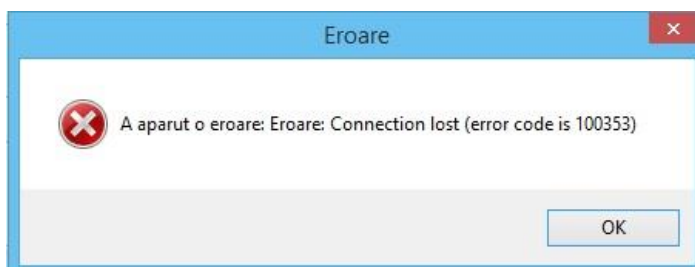 Eroare
A aparut o eroare: Eroare: Connection lost (error code is 100353)
OK